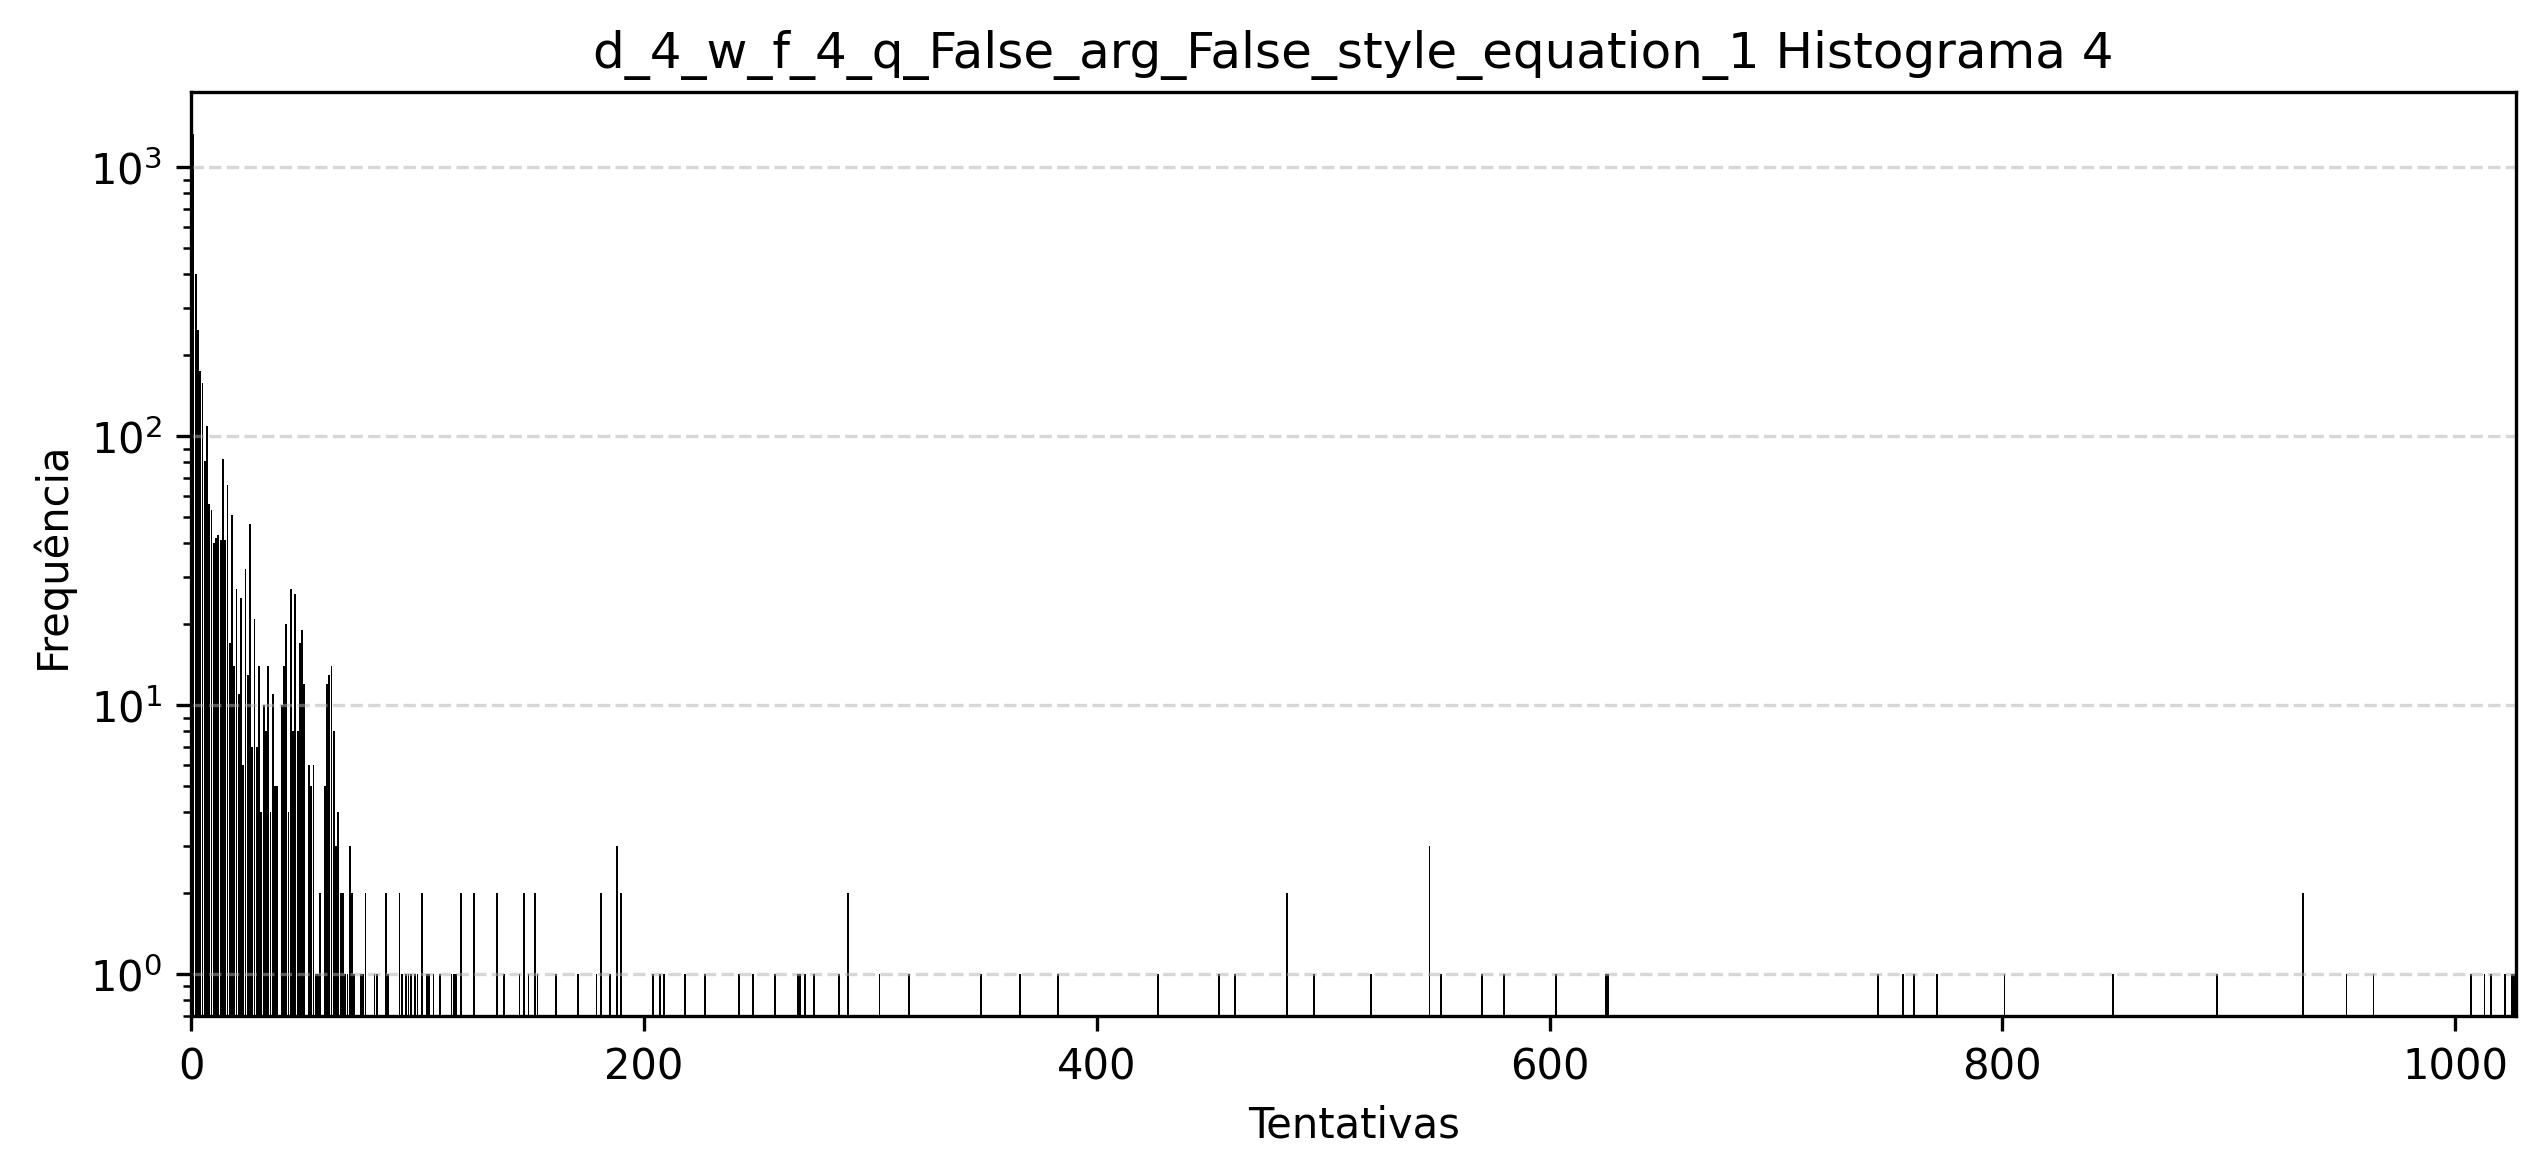 d_4_w_f_4_q_False_arg_False_style_equation_1 Histograma 4
Frequência
10³
10²
10¹
10⁰
0 200 400 600 800 1000
Tentativas